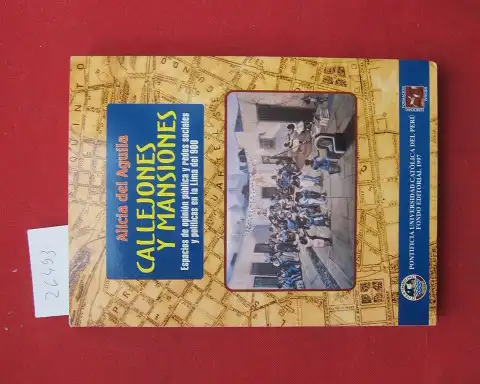 Alicia del Aguila
CALLEJONES
Y MANSIONES
Espacios de opinión pública y redes sociales
y políticas en la Lima del 900
PONTIFICIA UNIVERSIDAD CATÓLICA DEL PERÚ
FONDO EDITORIAL 1997
26493